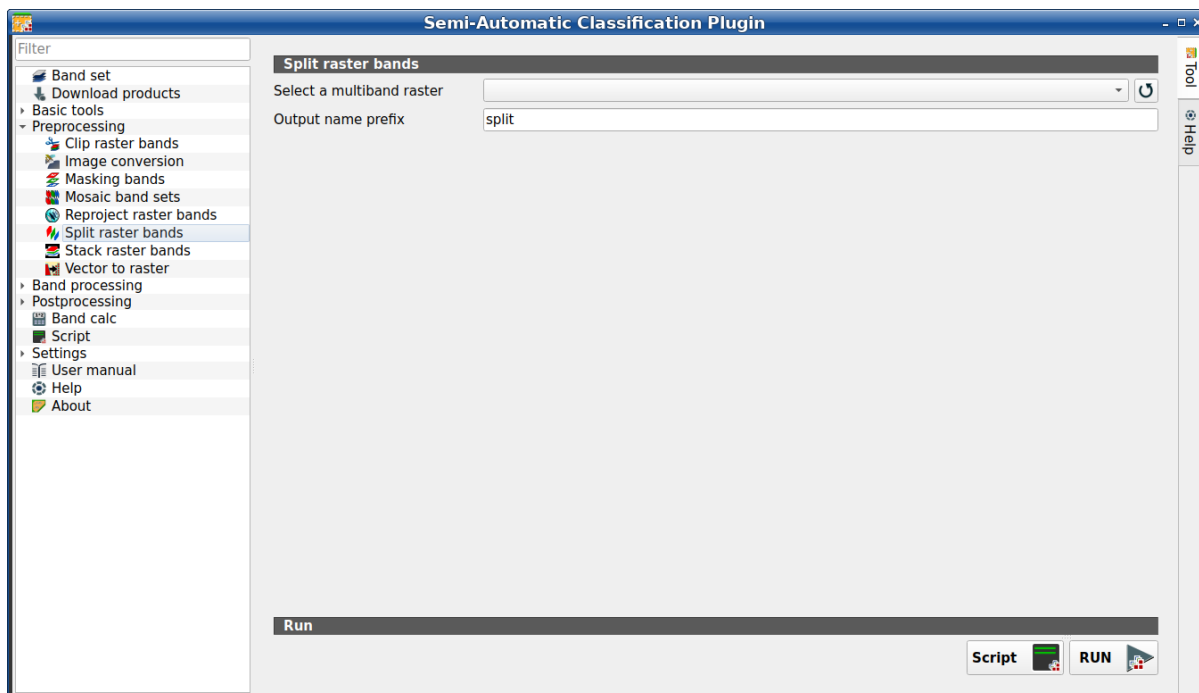 Semi-Automatic Classification Plugin
Filter
Band set
Download products
Basic tools
Preprocessing
Clip raster bands
Image conversion
Masking bands
Mosaic band sets
Reproject raster bands
Split raster bands
Stack raster bands
Vector to raster
Band processing
Postprocessing
Band calc
Script
Settings
User manual
Help
About
Split raster bands
Select a multiband raster
Output name prefix split
Run
Script RUN
Tool
Help